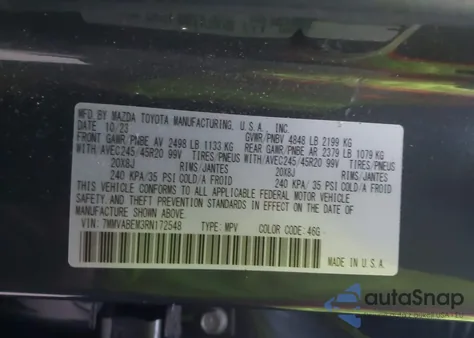 MFD. BY MAZDA TOYOTA MANUFACTURING, U.S.A., INC.
DATE 10/23 GVWR/PNBV 4848 LB 2199 KG
FRONT GAWR/PNBE AV 2498 LB 1133 KG REAR GAWR/PNBE AR 2379 LB 1079 KG
WITH/AVEC245/45R20 99V TIRES/PNEUS WITH/AVEC245/45R20 99V TIRES/PNEUS
20X8J RIMS/JANTES 20X8J RIMS/JANTES
240 KPA/35 PSI COLD/A FROID 240 KPA/35 PSI COLD/A FROID
THIS VEHICLE CONFORMS TO ALL APPLICABLE FEDERAL MOTOR VEHICLE
SAFETY, AND THEFT PREVENTION STANDARDS IN EFFECT ON THE DATE OF
MANUFACTURE SHOWN ABOVE.
VIN: 7MMVABEM3RN172548 TYPE: MPV COLOR CODE: 46G
MADE IN U.S.A.
autoSnap